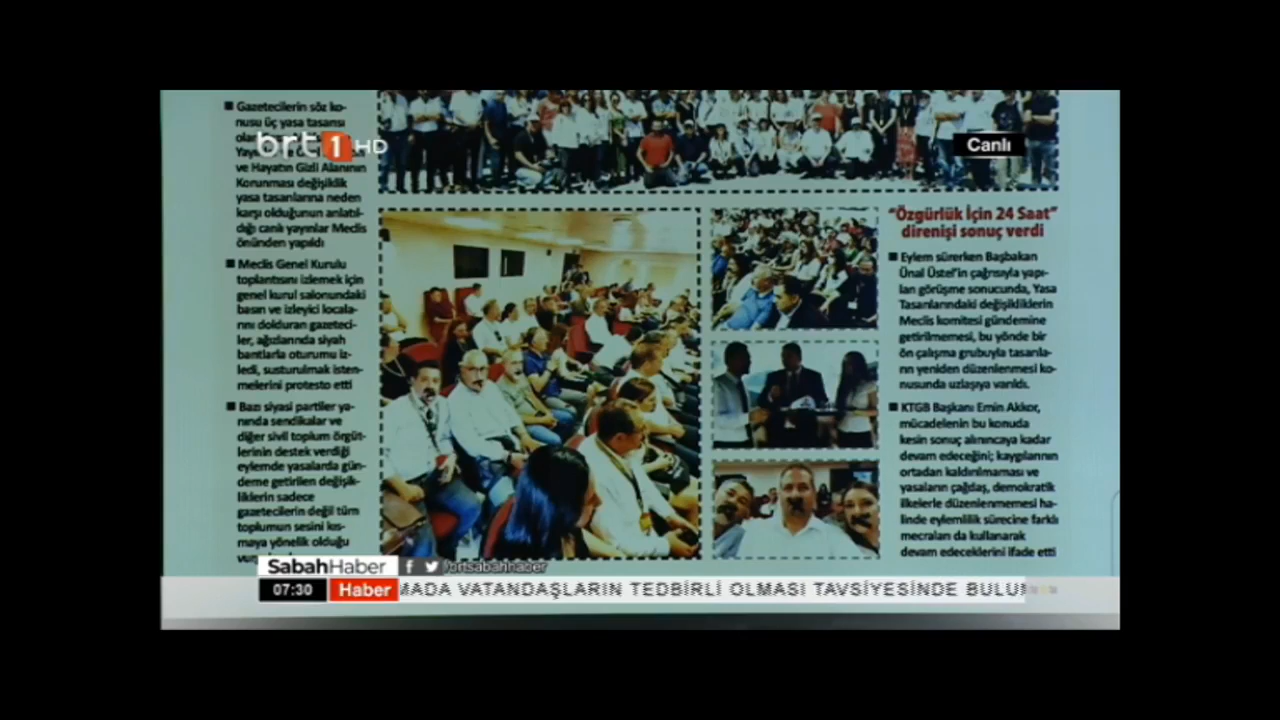 Gazetecilerin söz ko-
nusu üç yasa tasarısı
brt 1 HD
Canlı
ve Hayatın Gizli Alanının
Korunması değişiklik
yasa tasarılarına neden
karşı olduğunun anlatıl-
dığı canlı yayınlar Meclis
önünden yapıldı
Meclis Genel Kurulu
toplantısını izlemek için
genel kurul salonundaki
basın ve izleyici locala-
rını dolduran gazeteci-
ler, ağızlarında siyah
bantlarla oturumu iz-
ledi, susturulmak isten-
melerini protesto etti
Bazı siyasi partiler ya-
nında sendikalar ve
diğer sivil toplum örgüt-
lerinin destek verdiği
eylemde yasalarda gün-
deme getirilen değişik-
liklerin sadece
gazetecilerin değil tüm
toplumun sesini kıs-
maya yönelik olduğu
"Özgürlük İçin 24 Saat"
direnişi sonuç verdi
Eylem sürerken Başbakan
Ünal Üstel'in çağrısıyla yapı-
lan görüşme sonucunda, Yasa
Tasarılarındaki değişikliklerin
Meclis komitesi gündemine
getirilmemesi, bu yönde bir
ön çalışma grubuyla tasarıla-
rın yeniden düzenlenmesi ko-
nusunda uzlaşıya varıldı.
KTGB Başkanı Emin Akkor,
mücadelenin bu konuda
kesin sonuç alınıncaya kadar
devam edeceğini; kaygılarının
ortadan kaldırılmaması ve
yasaların çağdaş, demokratik
ilkelerle düzenlenmemesi ha-
linde eylemlilik sürecine farklı
mecraları da kullanarak
devam edeceklerini ifade etti
SabahHaber
/brtsabahhaber
07:30 Haber MADA VATANDAŞLARIN TEDBİRLİ OLMASI TAVSİYESİNDE BULU